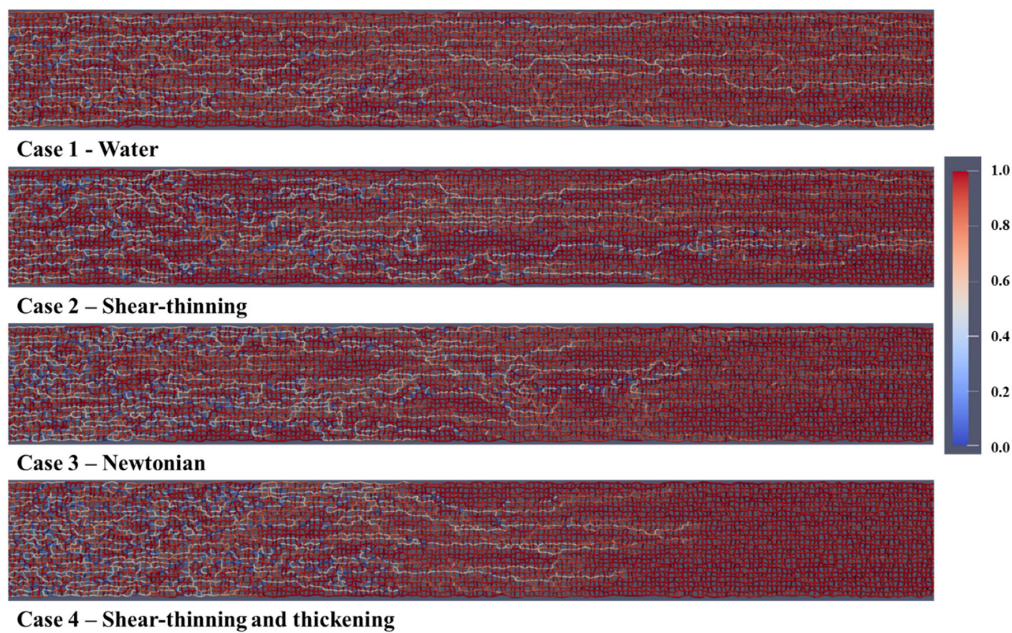 Case 1 - Water
Case 2 – Shear-thinning
Case 3 – Newtonian
Case 4 – Shear-thinning and thickening
1.0
0.8
0.6
0.4
0.2
0.0